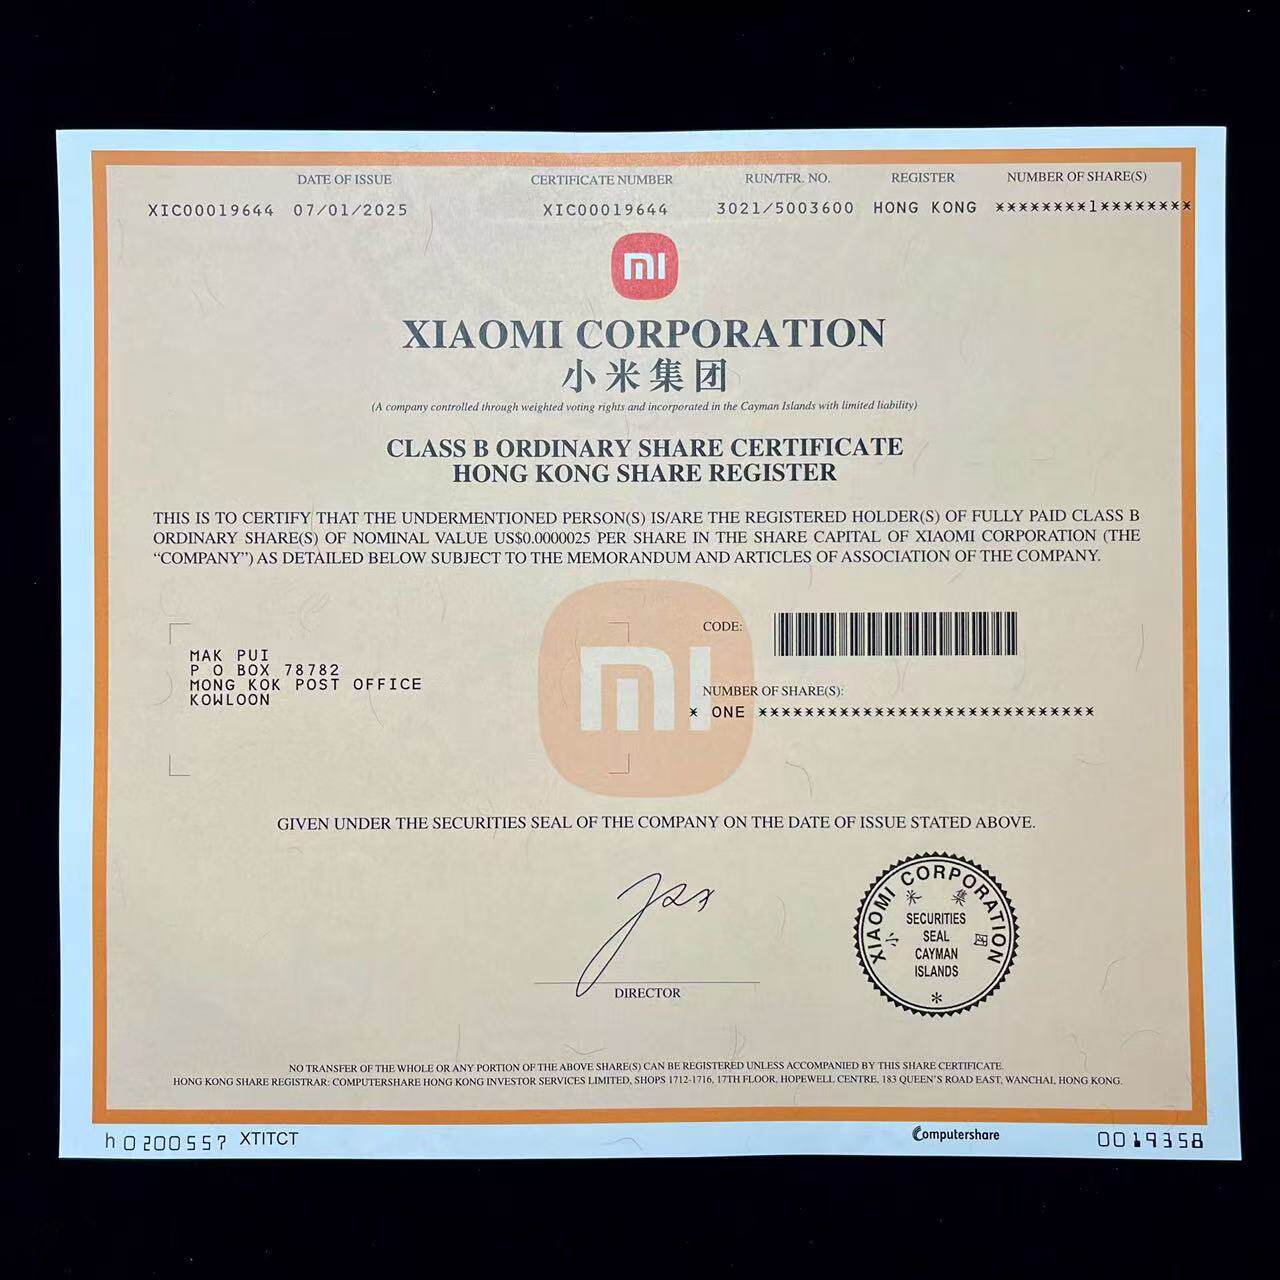 DATE OF ISSUE CERTIFICATE NUMBER RUN/TFR. NO. REGISTER NUMBER OF SHARE(S)
XIC00019644 07/01/2025 XIC00019644 3021/5003600 HONG KONG ********1********
mi
XIAOMI CORPORATION
小米集团
(A company controlled through weighted voting rights and incorporated in the Cayman Islands with limited liability)
CLASS B ORDINARY SHARE CERTIFICATE
HONG KONG SHARE REGISTER
THIS IS TO CERTIFY THAT THE UNDERMENTIONED PERSON(S) IS/ARE THE REGISTERED HOLDER(S) OF FULLY PAID CLASS B
ORDINARY SHARE(S) OF NOMINAL VALUE US$0.0000025 PER SHARE IN THE SHARE CAPITAL OF XIAOMI CORPORATION (THE
“COMPANY”) AS DETAILED BELOW SUBJECT TO THE MEMORANDUM AND ARTICLES OF ASSOCIATION OF THE COMPANY.
mi
CODE:
MAK PUI
P O BOX 78782
MONG KOK POST OFFICE
KOWLOON
NUMBER OF SHARE(S):
* ONE *****************************
GIVEN UNDER THE SECURITIES SEAL OF THE COMPANY ON THE DATE OF ISSUE STATED ABOVE.
XIAOMI CORPORATION
小米集团
SECURITIES
SEAL
CAYMAN
ISLANDS
*
DIRECTOR
NO TRANSFER OF THE WHOLE OR ANY PORTION OF THE ABOVE SHARE(S) CAN BE REGISTERED UNLESS ACCOMPANIED BY THIS SHARE CERTIFICATE.
HONG KONG SHARE REGISTRAR: COMPUTERSHARE HONG KONG INVESTOR SERVICES LIMITED, SHOPS 1712-1716, 17TH FLOOR, HOPEWELL CENTRE, 183 QUEEN'S ROAD EAST, WANCHAI, HONG KONG.
h0200557 XTITCT Computershare 0019358